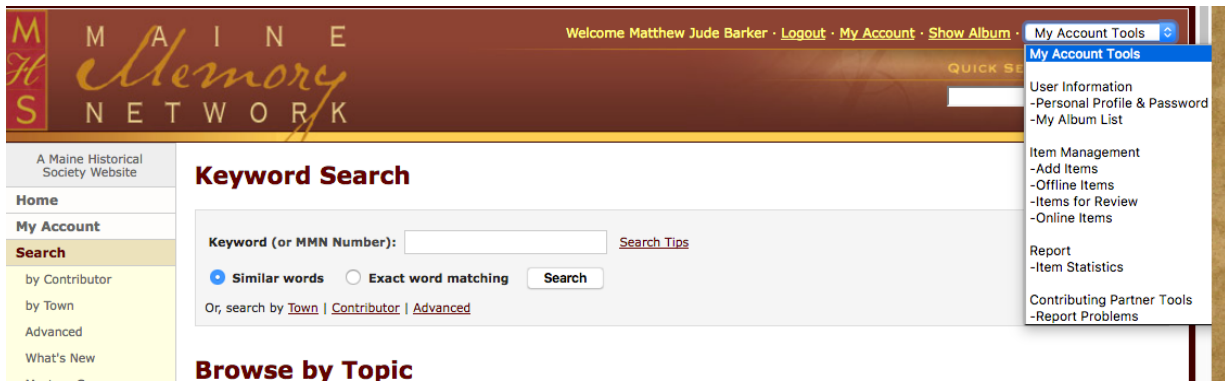 M H S
M A I N E
Memory
N E T W O R K
Welcome Matthew Jude Barker · Logout · My Account · Show Album · My Account Tools
QUICK SE
My Account Tools
User Information
-Personal Profile & Password
-My Album List
Item Management
-Add Items
-Offline Items
-Items for Review
-Online Items
Report
-Item Statistics
Contributing Partner Tools
-Report Problems
A Maine Historical
Society Website
Home
My Account
Search
by Contributor
by Town
Advanced
What's New
Keyword Search
Keyword (or MMN Number): Search Tips
Similar words Exact word matching Search
Or, search by Town | Contributor | Advanced
Browse by Topic